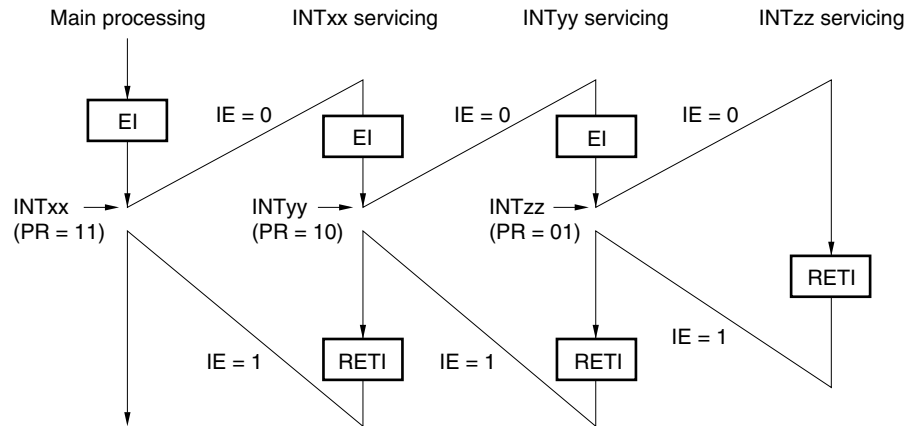 Main processing INTxx servicing INTyy servicing INTzz servicing
IE = 0 IE = 0 IE = 0
EI EI EI
INTxx INTyy INTzz
(PR = 11) (PR = 10) (PR = 01)
RETI
IE = 1 RETI IE = 1 RETI IE = 1